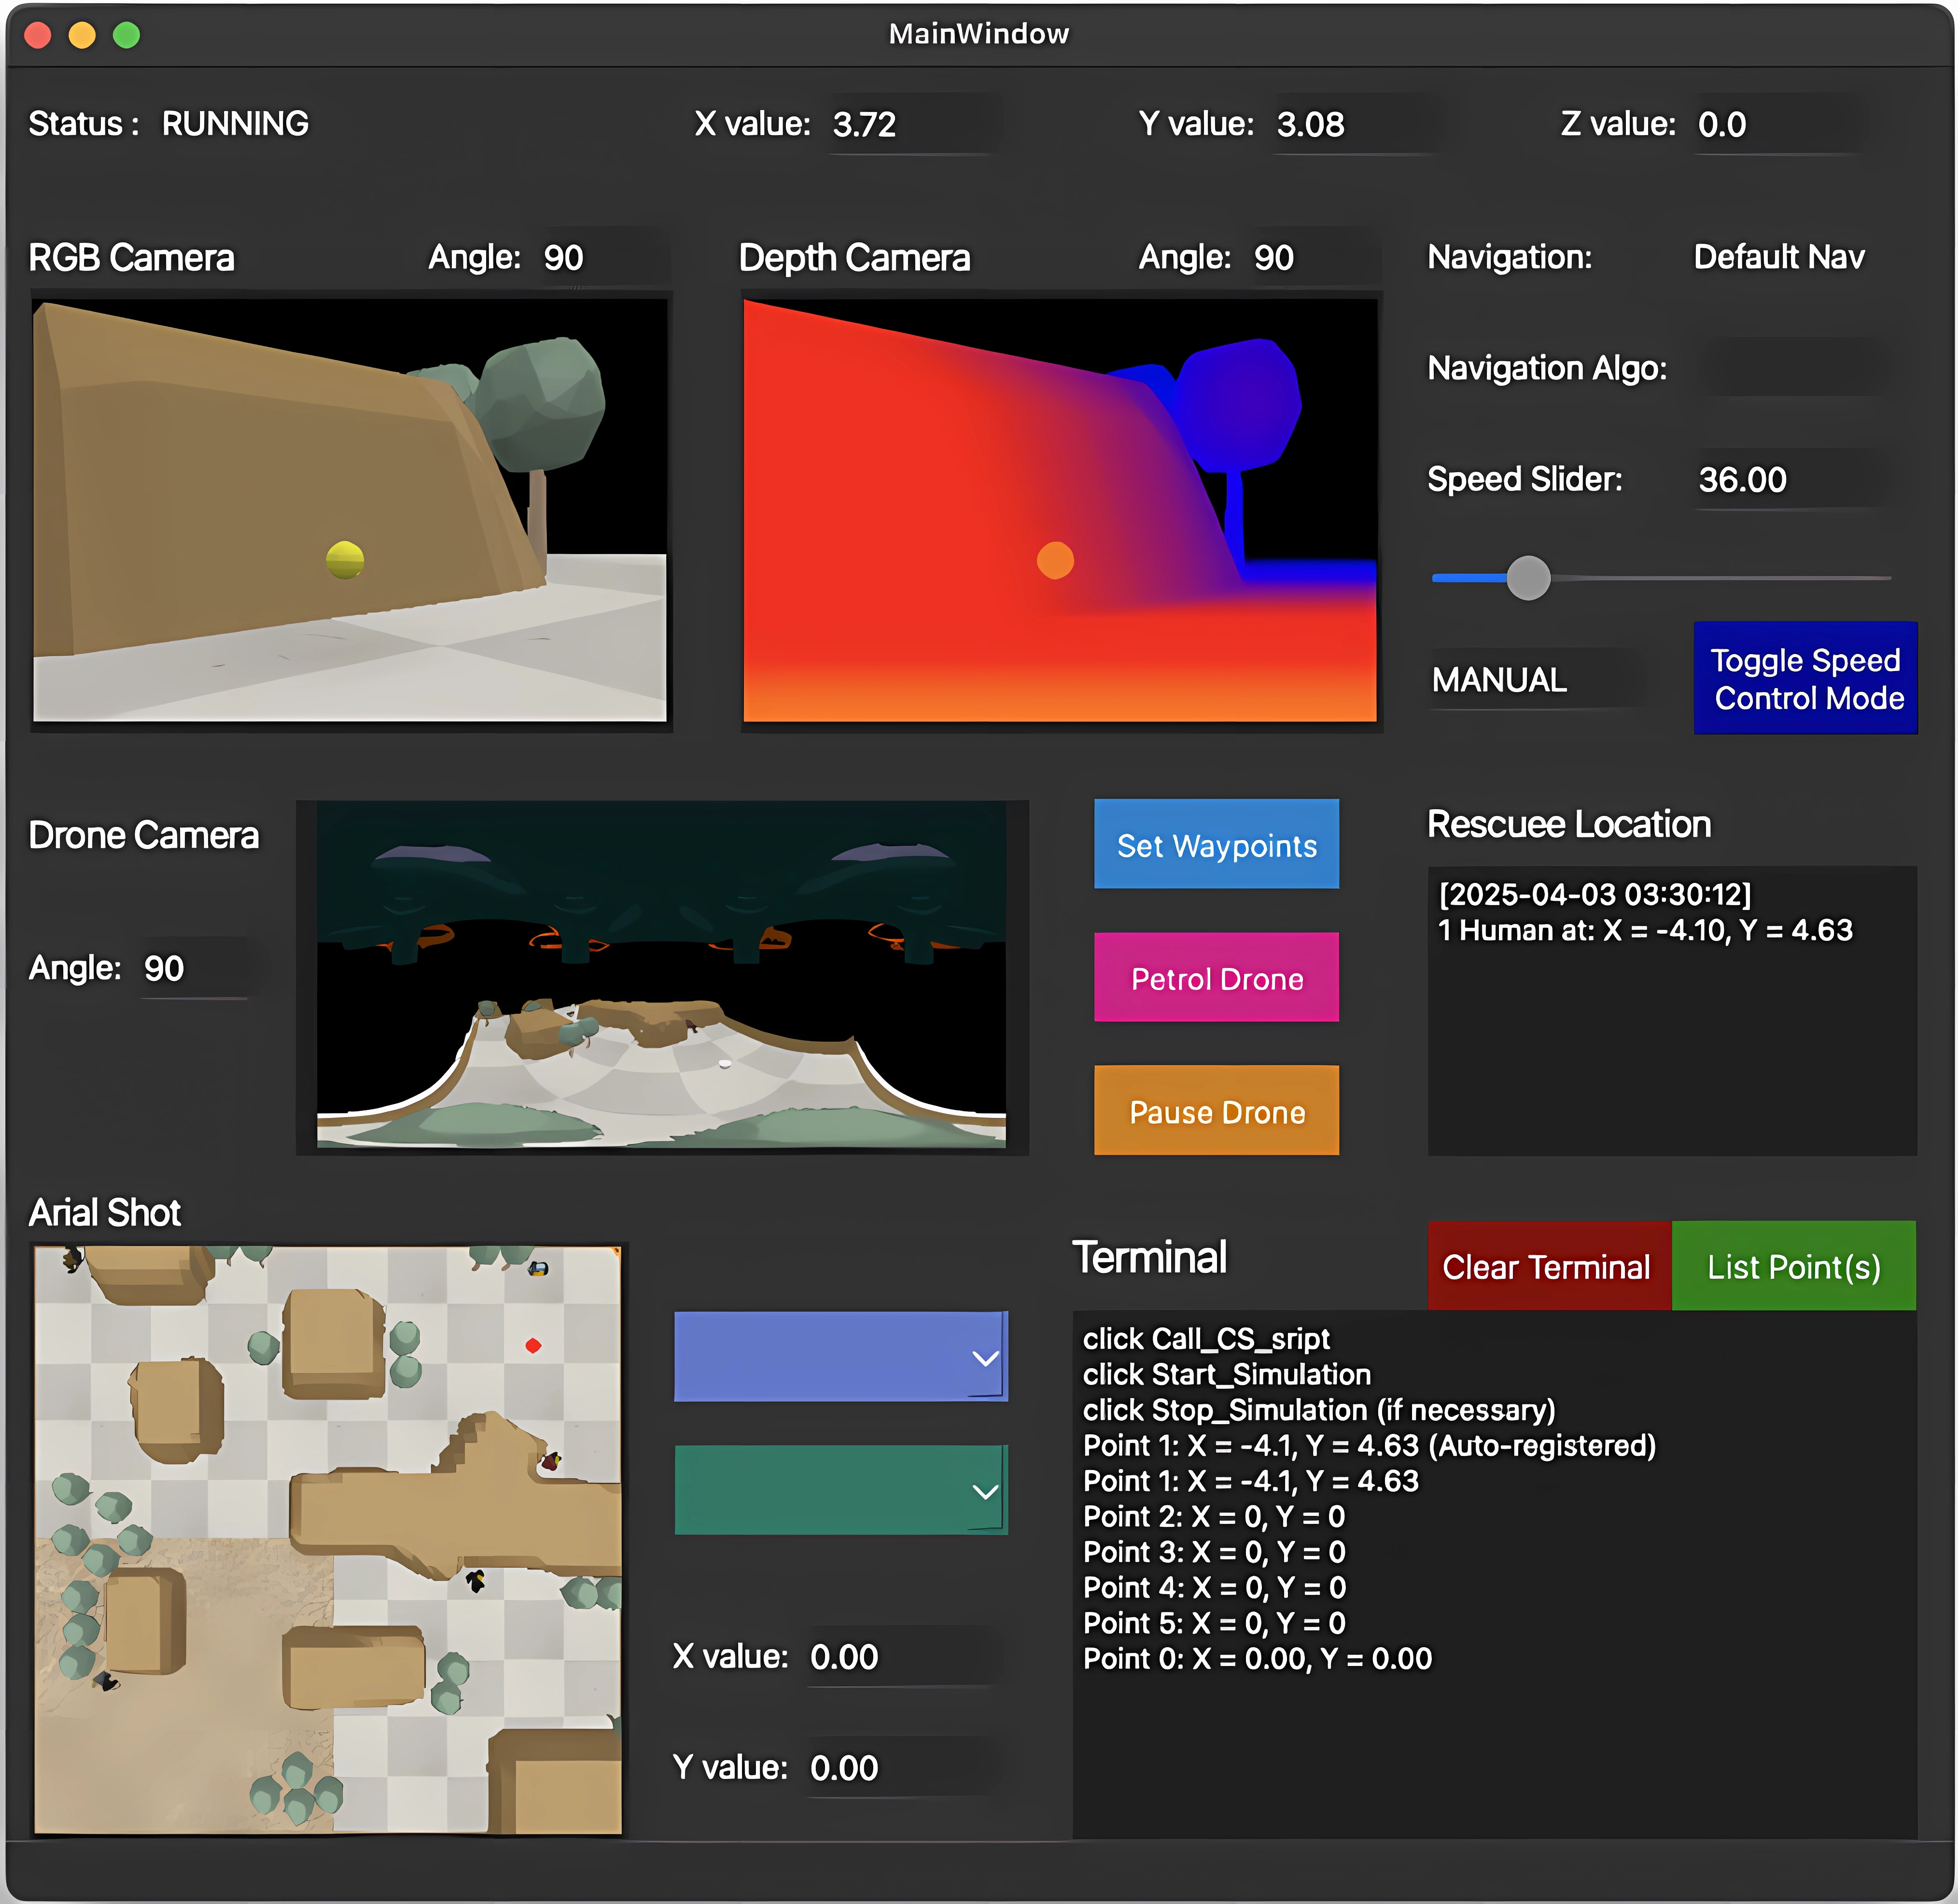 MainWindow
Status : RUNNING
X value: 3.72
Y value: 3.08
Z value: 0.0
RGB Camera
Angle: 90
Depth Camera
Angle: 90
Navigation:
Default Nav
Navigation Algo:
Speed Slider:
36.00
MANUAL
Toggle Speed
Control Mode
Drone Camera
Angle: 90
Set Waypoints
Petrol Drone
Pause Drone
Rescuee Location
[2025-04-03 03:30:12]
1 Human at: X = -4.10, Y = 4.63
Arial Shot
X value: 0.00
Y value: 0.00
Terminal
Clear Terminal
List Point(s)
click Call_CS_sript
click Start_Simulation
click Stop_Simulation (if necessary)
Point 1: X = -4.1, Y = 4.63 (Auto-registered)
Point 1: X = -4.1, Y = 4.63
Point 2: X = 0, Y = 0
Point 3: X = 0, Y = 0
Point 4: X = 0, Y = 0
Point 5: X = 0, Y = 0
Point 0: X = 0.00, Y = 0.00